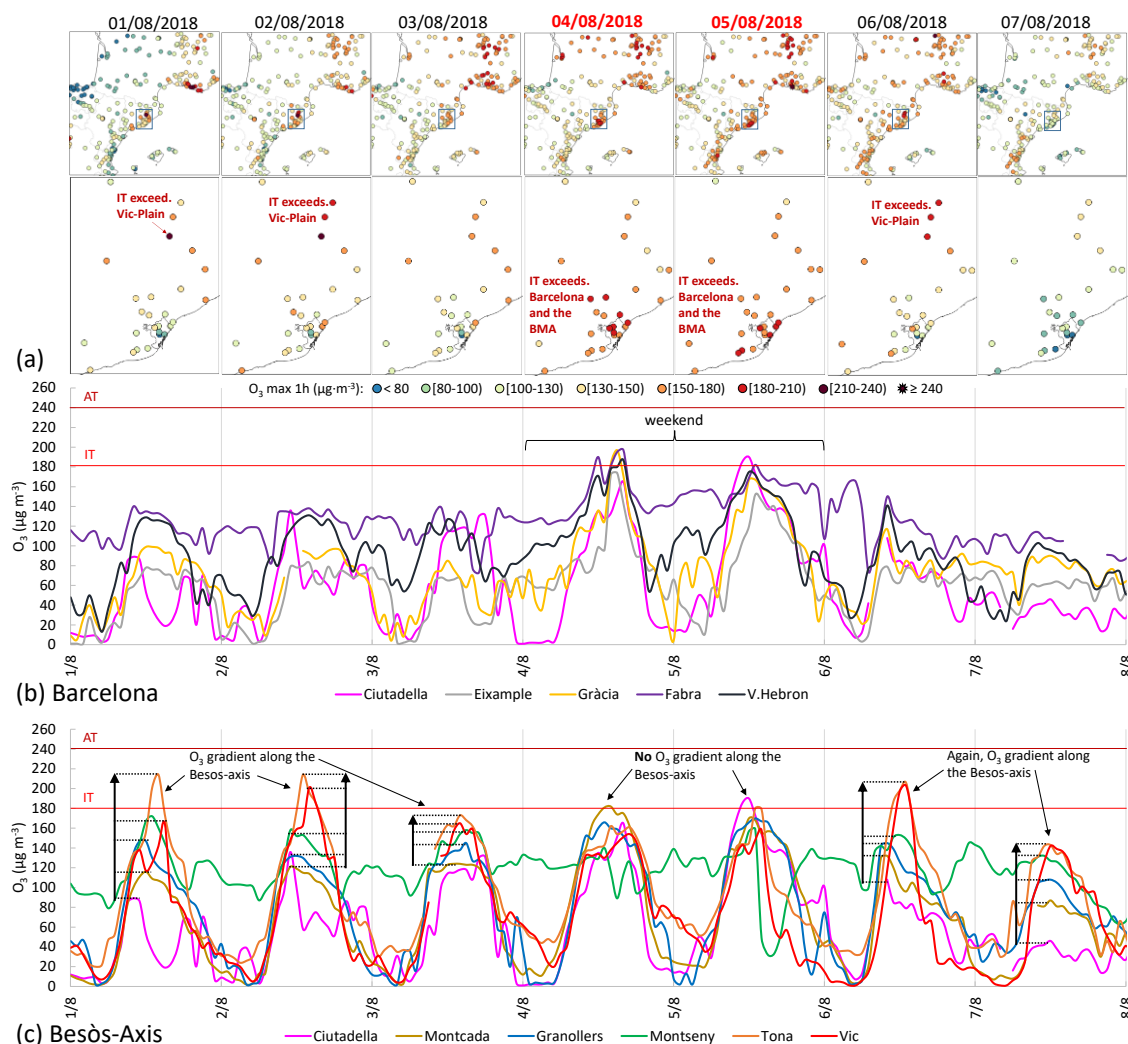 01/08/2018 02/08/2018 03/08/2018 04/08/2018 05/08/2018 06/08/2018 07/08/2018
IT exceed.
Vic-Plain
IT exceeds.
Vic-Plain
IT exceeds.
Barcelona
and the
BMA
IT exceeds.
Barcelona
and the
BMA
IT exceeds.
Vic-Plain
(a)
O₃ max 1h (µg·m⁻³): < 80 [80-100) [100-130) [130-150) [150-180) [180-210) [210-240) ≥ 240
O₃ (µg m⁻³)
260
240
220
200
180
160
140
120
100
80
60
40
20
0
AT
IT
weekend
1/8 2/8 3/8 4/8 5/8 6/8 7/8 8/8
(b) Barcelona
Ciutadella Eixample Gràcia Fabra V.Hebron
O₃ (µg m⁻³)
260
240
220
200
180
160
140
120
100
80
60
40
20
0
AT
IT
O₃ gradient along the
Besos-axis
No O₃ gradient along the
Besos-axis
Again, O₃ gradient along
the Besos-axis
1/8 2/8 3/8 4/8 5/8 6/8 7/8 8/8
(c) Besòs-Axis
Ciutadella Montcada Granollers Montseny Tona Vic